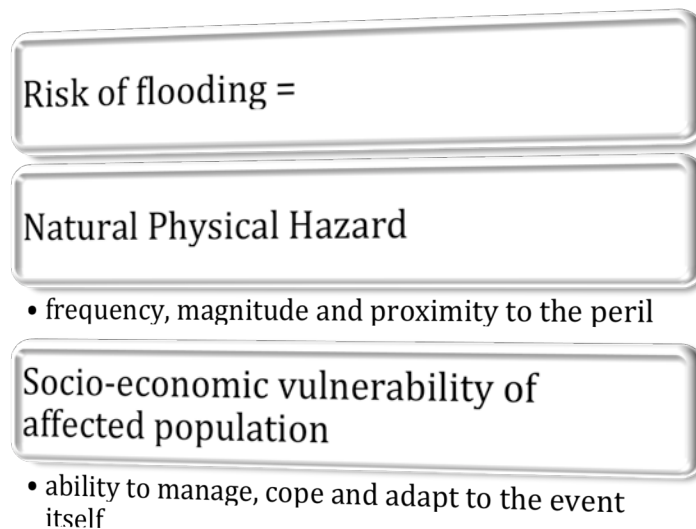 Risk of flooding =
Natural Physical Hazard
• frequency, magnitude and proximity to the peril
Socio-economic vulnerability of
affected population
• ability to manage, cope and adapt to the event
itself